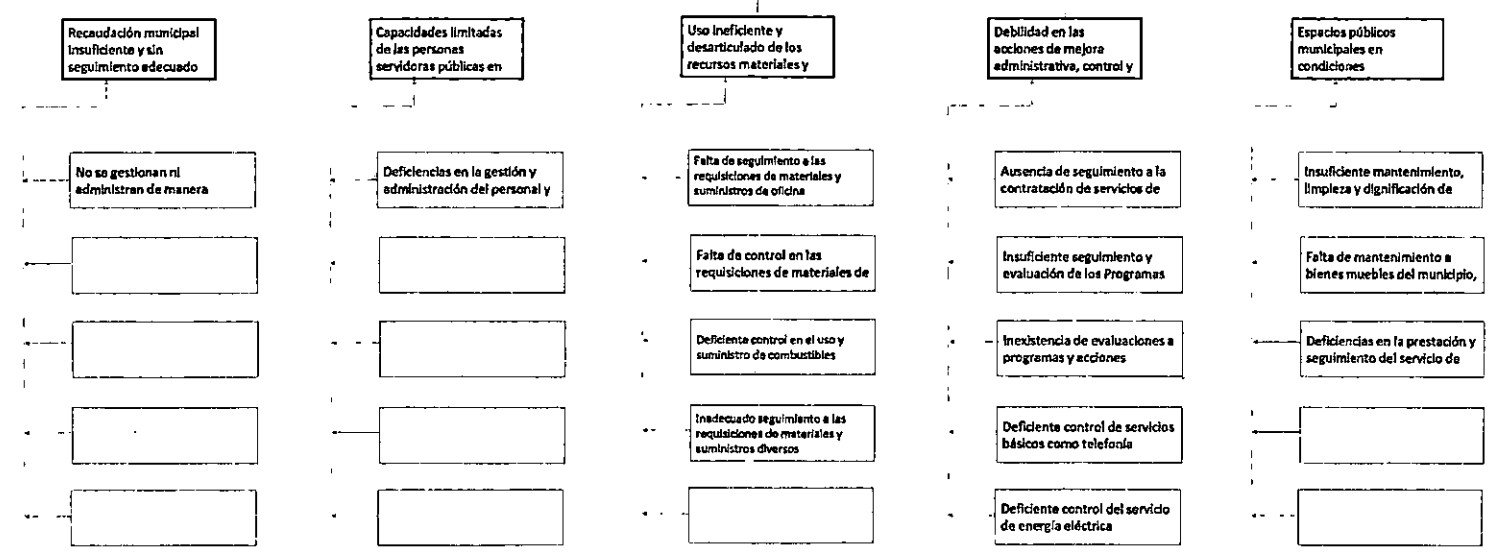 Recaudación municipal
insuficiente y sin
seguimiento adecuado
Capacidades limitadas
de las personas
servidoras públicas en
Uso ineficiente y
desarticulado de los
recursos materiales y
Debilidad en las
acciones de mejora
administrativa, control y
Espacios públicos
municipales en
condiciones
No se gestionan ni
administran de manera
Deficiencias en la gestión y
administración del personal y
Falta de seguimiento a las
requisiciones de materiales y
suministros de oficina
Ausencia de seguimiento a la
contratación de servicios de
Insuficiente mantenimiento,
limpieza y dignificación de
Falta de control en las
requisiciones de materiales de
Insuficiente seguimiento y
evaluación de los Programas
Falta de mantenimiento a
bienes muebles del municipio,
Deficiente control en el uso y
suministro de combustibles
Inexistencia de evaluaciones a
programas y acciones
Deficiencias en la prestación y
seguimiento del servicio de
Inadecuado seguimiento a las
requisiciones de materiales y
suministros diversos
Deficiente control de servicios
básicos como telefonía
Deficiente control del servicio
de energía eléctrica